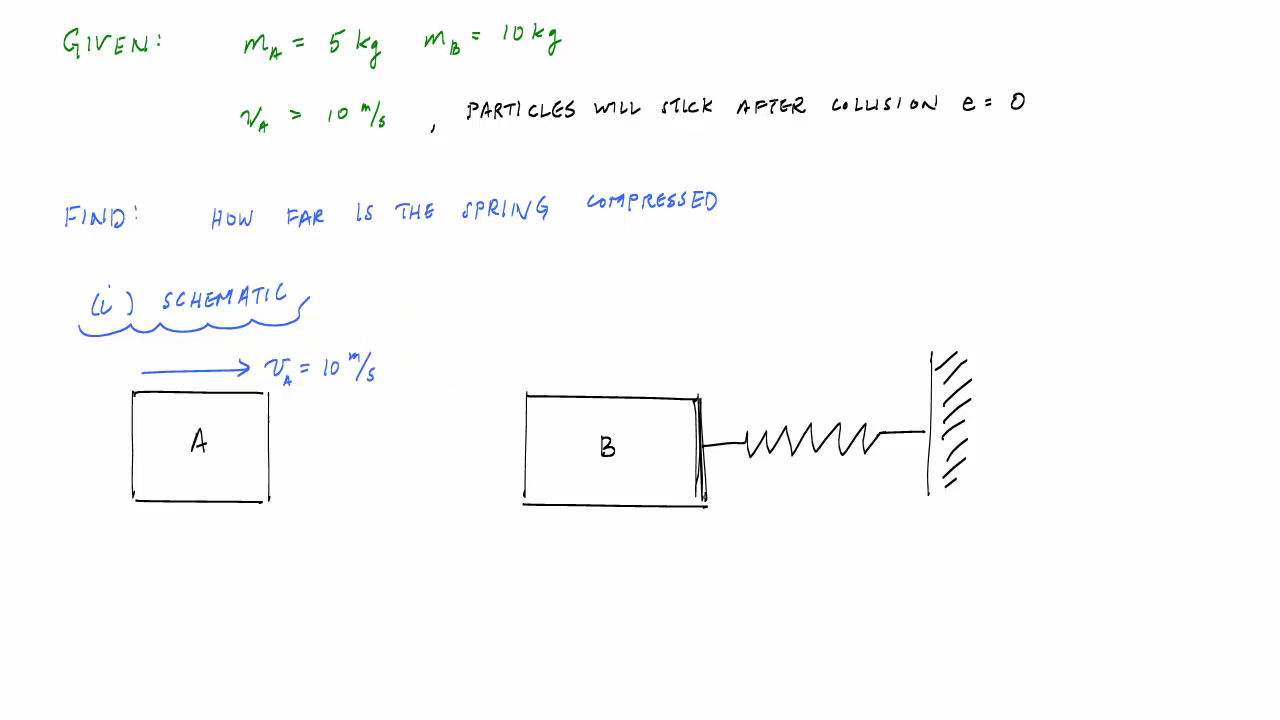 GIVEN: m_A = 5 kg m_B = 10 kg
v_A = 10 m/s , PARTICLES WILL STICK AFTER COLLISION e = 0
FIND: HOW FAR IS THE SPRING COMPRESSED
(i) SCHEMATIC
v_A = 10 m/s
A
B